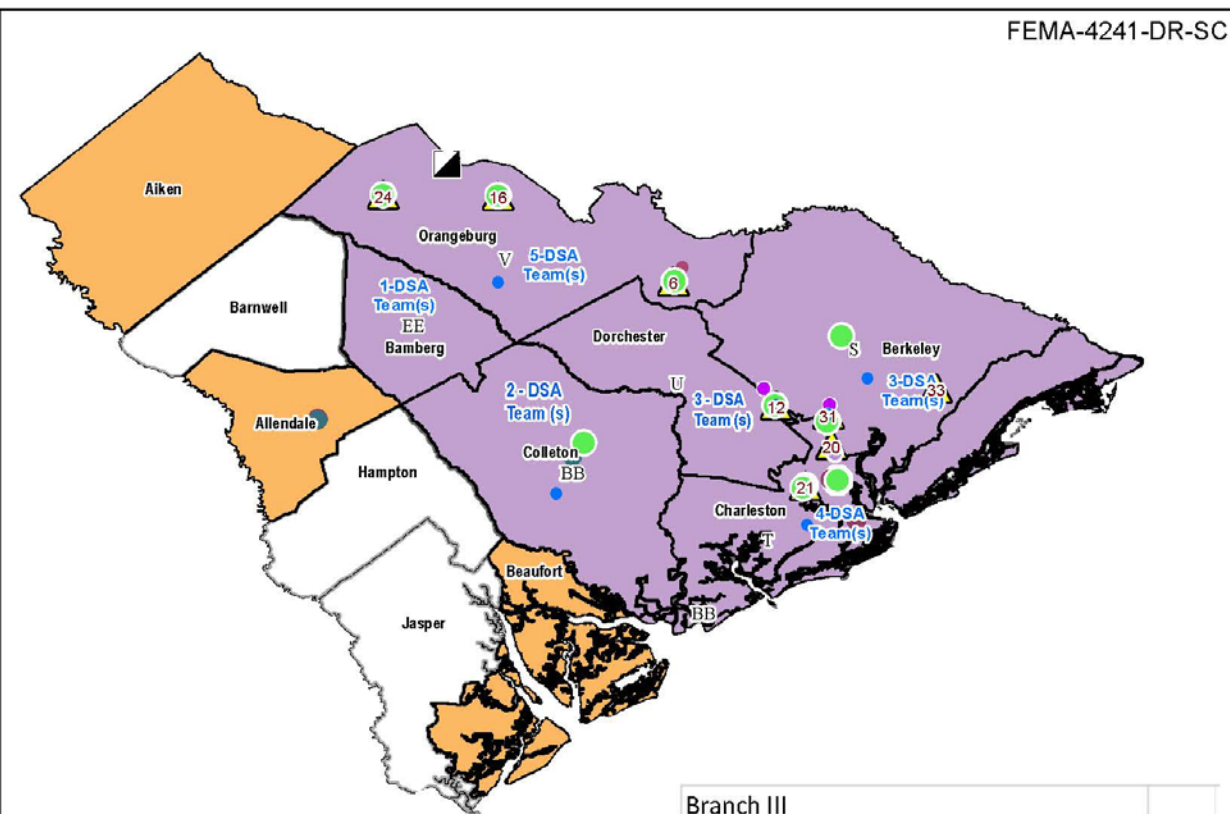 FEMA-4241-DR-SC
Aiken
24
16
Orangeburg
V
5-DSA
Team(s)
6
1-DSA
Team(s)
EE
Bamberg
Barnwell
Dorchester
S
Berkeley
U
2 - DSA
Team (s)
3 - DSA
Team (s)
12
3-DSA
Team(s)
33
31
Allendale
Colleton
BB
20
Hampton
21
Charleston
4-DSA
Team(s)
T
Beaufort
BB
Jasper
Branch III